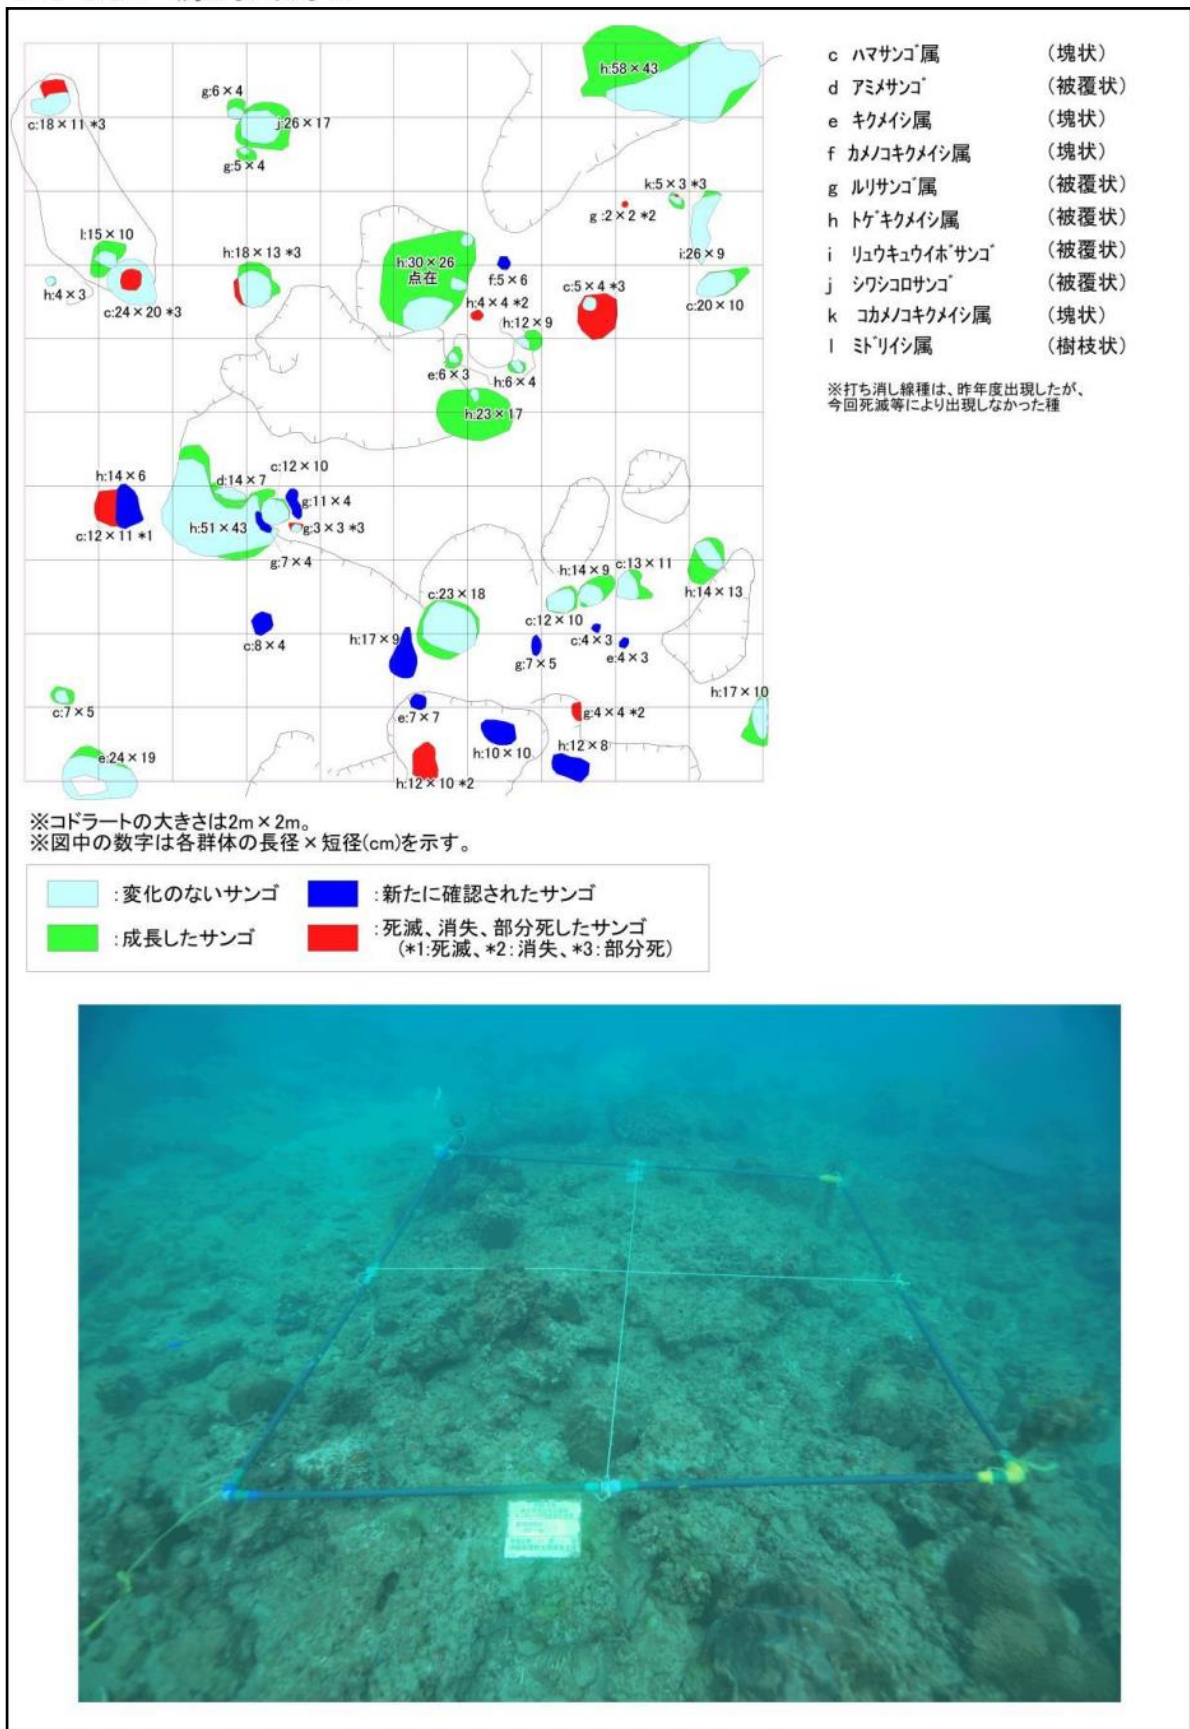 h:58×43
g:6×4
j:26×17
c:18×11 *3
g:5×4
k:5×3 *3
g:2×2 *2
l:15×10
h:18×13 *3
h:30×26
点在
f:5×6
i:26×9
h:4×3
c:24×20 *3
h:4×4 *2
c:5×4 *3
c:20×10
h:12×9
e:6×3
h:6×4
h:23×17
h:14×6
c:12×10
d:14×7
g:11×4
h:51×43
g:3×3 *3
c:12×11 *1
g:7×4
h:14×9
c:13×11
h:14×13
c:23×18
c:12×10
c:8×4
h:17×9
c:4×3
g:7×5
e:4×3
c:7×5
h:17×10
e:7×7
g:4×4 *2
h:10×10
h:12×8
e:24×19
h:12×10 *2
c ハマサンゴ属 (塊状)
d アミメサンゴ (被覆状)
e キクメイシ属 (塊状)
f カメノコキクメイシ属 (塊状)
g ルリサンゴ属 (被覆状)
h トゲキクメイシ属 (被覆状)
i リュウキュウイボサンゴ (被覆状)
j シワシコロサンゴ (被覆状)
k コカメノコキクメイシ属 (塊状)
l ミドリイシ属 (樹枝状)
※打ち消し線種は、昨年度出現したが、
今回死滅等により出現しなかった種
※コドラートの大きさは2m×2m。
※図中の数字は各群体の長径×短径(cm)を示す。
:変化のないサンゴ
:新たに確認されたサンゴ
:成長したサンゴ
:死滅、消失、部分死したサンゴ
(*1:死滅、*2:消失、*3:部分死)